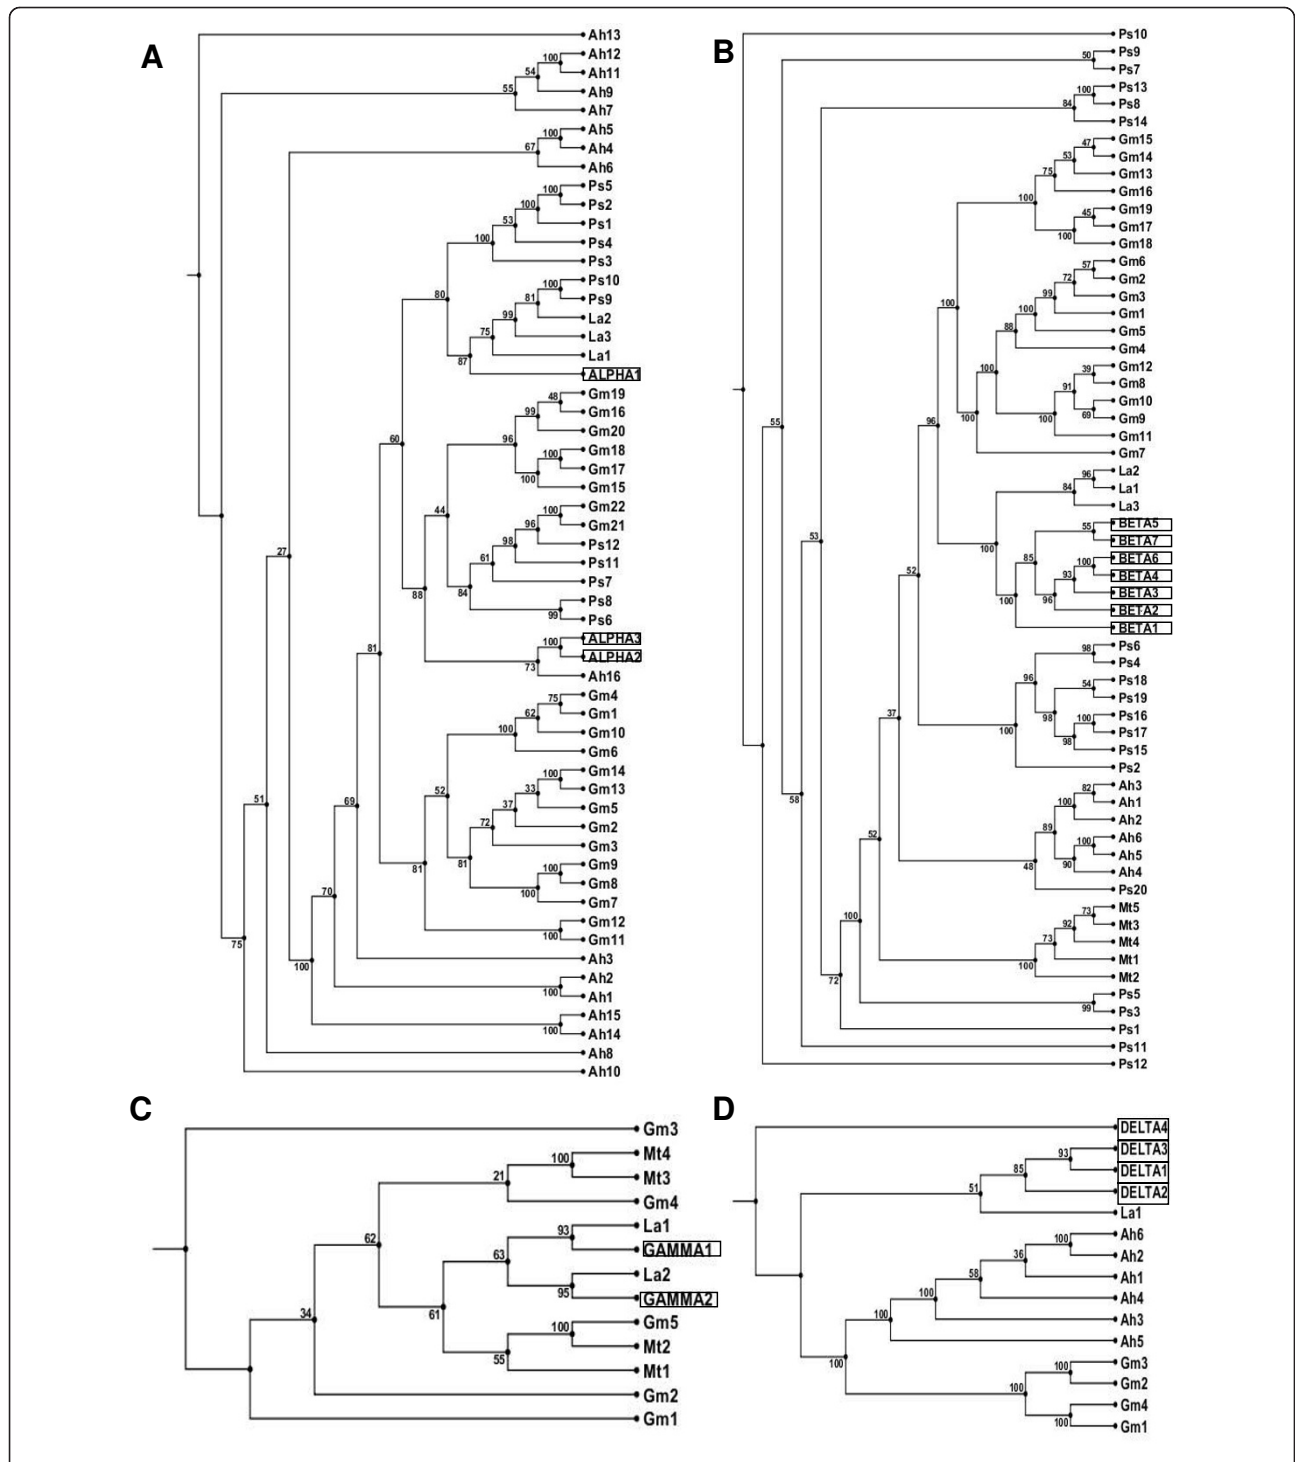 A
Ah13
Ah12
100
Ah11
54
Ah9
55
Ah7
Ah5
100
Ah4
67
Ah6
Ps5
100
Ps2
100
Ps1
53
Ps4
100
Ps3
80
Ps10
100
Ps9
81
La2
99
La3
75
La1
87
ALPHA1
Gm19
48
Gm16
99
Gm20
96
Gm18
100
Gm17
100
Gm15
60
44
Gm22
100
Gm21
96
Ps12
98
Ps11
61
Ps7
84
Ps8
99
Ps6
88
ALPHA3
100
ALPHA2
73
Ah16
27
81
Gm4
75
Gm1
62
Gm10
100
Gm6
52
Gm14
100
Gm13
33
Gm5
37
Gm2
72
Gm3
81
Gm9
100
Gm8
100
Gm7
81
Gm12
100
Gm11
51
69
Ah3
70
Ah2
100
Ah1
100
Ah15
100
Ah14
75
Ah8
Ah10
B
Ps10
Ps9
50
Ps7
Ps13
100
Ps8
84
Ps14
Gm15
47
Gm14
53
Gm13
75
Gm16
100
Gm19
45
Gm17
100
Gm18
100
Gm6
57
Gm2
72
Gm3
99
Gm1
100
Gm5
88
Gm4
100
Gm12
39
Gm8
91
Gm10
69
Gm9
100
Gm11
100
Gm7
96
La2
96
La1
84
La3
100
BETA5
55
BETA7
85
BETA6
100
BETA4
93
BETA3
96
BETA2
100
BETA1
55
53
52
Ps6
98
Ps4
96
Ps18
54
Ps19
98
Ps16
100
Ps17
98
Ps15
100
Ps2
37
Ah3
82
Ah1
100
Ah2
89
Ah6
100
Ah5
90
Ah4
48
Ps20
58
52
Mt5
73
Mt3
92
Mt4
73
Mt1
100
Mt2
100
Ps5
99
Ps3
72
Ps1
Ps11
Ps12
C
Gm3
Mt4
100
Mt3
21
Gm4
62
La1
93
GAMMA1
63
La2
95
GAMMA2
61
Gm5
100
Mt2
55
Mt1
34
Gm2
Gm1
D
DELTA4
DELTA3
93
DELTA1
85
DELTA2
51
La1
Ah6
100
Ah2
36
Ah1
58
Ah4
100
Ah3
100
Ah5
100
Gm3
100
Gm2
100
Gm4
100
Gm1